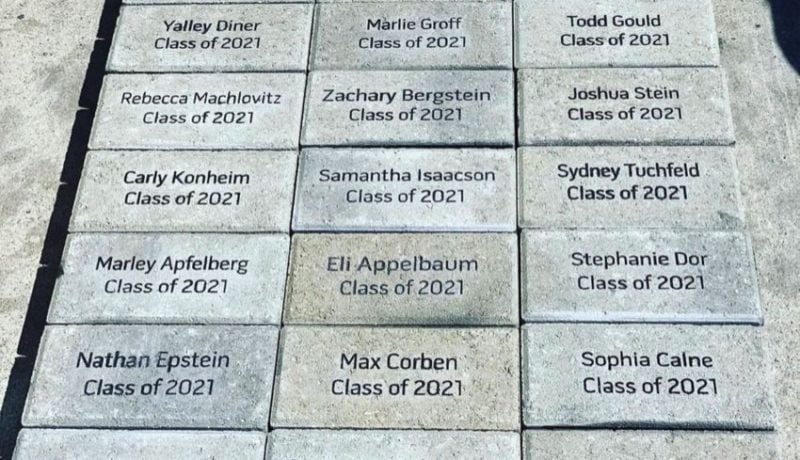 Yalley Diner
Class of 2021
Marlie Groff
Class of 2021
Todd Gould
Class of 2021
Rebecca Machlovitz
Class of 2021
Zachary Bergstein
Class of 2021
Joshua Stein
Class of 2021
Carly Konheim
Class of 2021
Samantha Isaacson
Class of 2021
Sydney Tuchfeld
Class of 2021
Marley Apfelberg
Class of 2021
Eli Appelbaum
Class of 2021
Stephanie Dor
Class of 2021
Nathan Epstein
Class of 2021
Max Corben
Class of 2021
Sophia Calne
Class of 2021